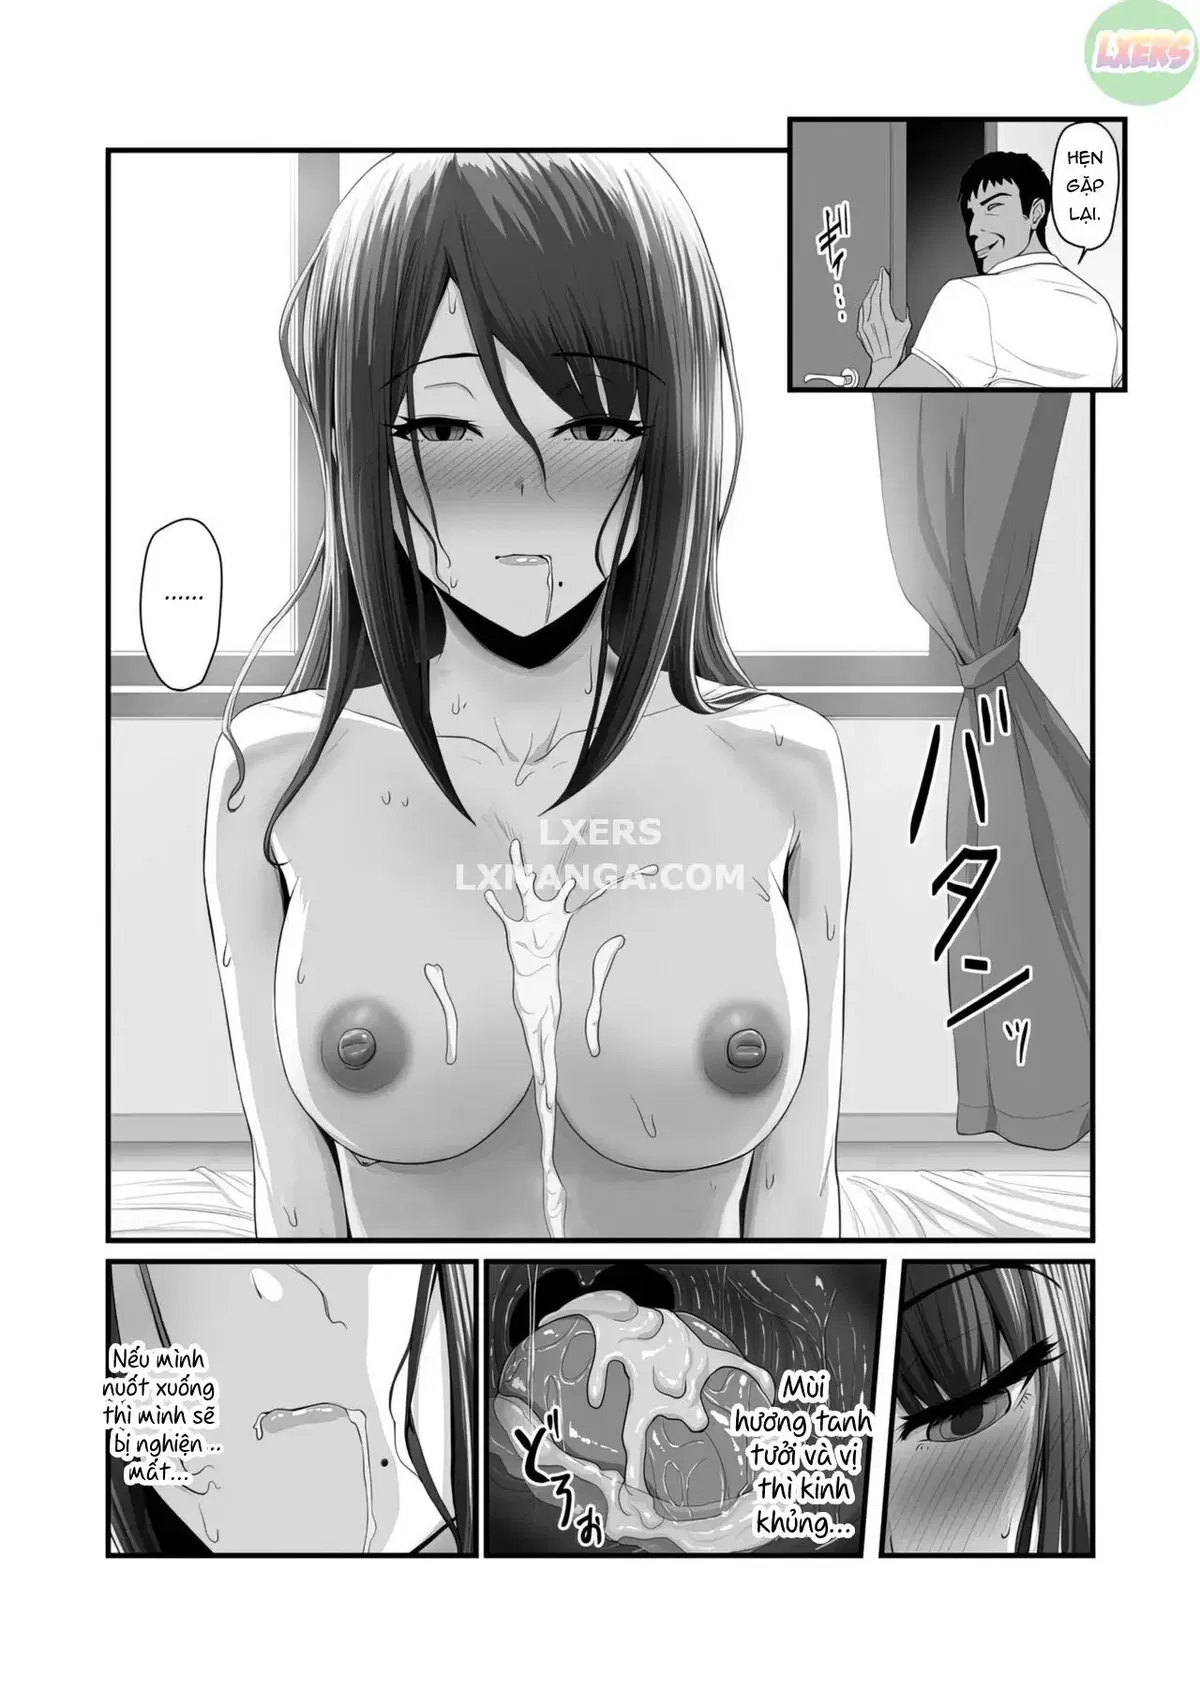 LXERS
HẸN
GẶP
LẠI.
ギギィ…
......
バタンッ
LXERS
LXMANGA.COM
Mùi
hương tanh
tưởi và vị
thì kinh
khủng...
どろぉ
Nếu mình
nuốt xuống
thì mình sẽ
bị nghiện ..
mất...